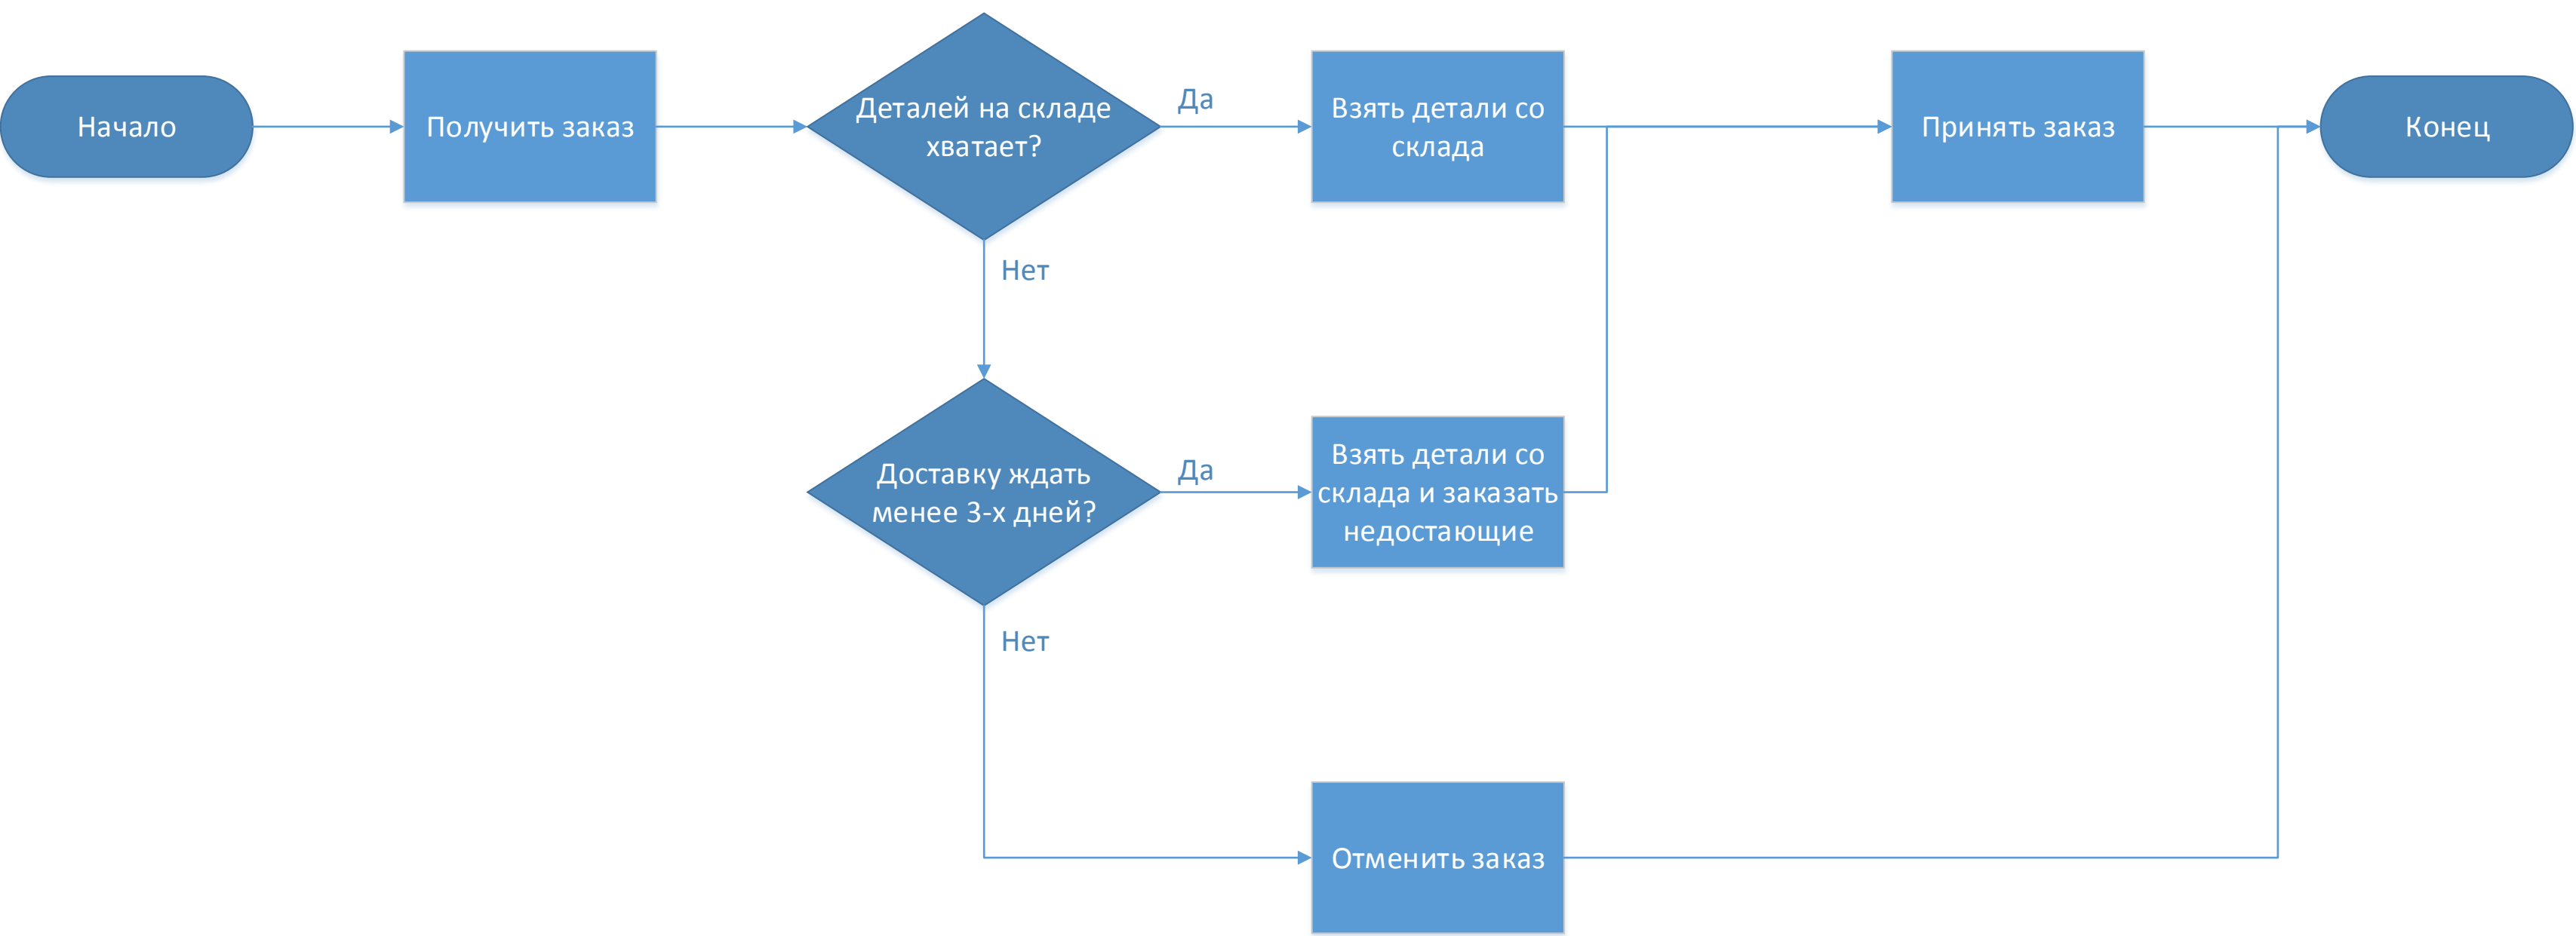 Начало
Получить заказ
Деталей на складе
хватает?
Да
Взять детали со
склада
Принять заказ
Конец
Нет
Доставку ждать
менее 3-х дней?
Да
Взять детали со
склада и заказать
недостающие
Нет
Отменить заказ